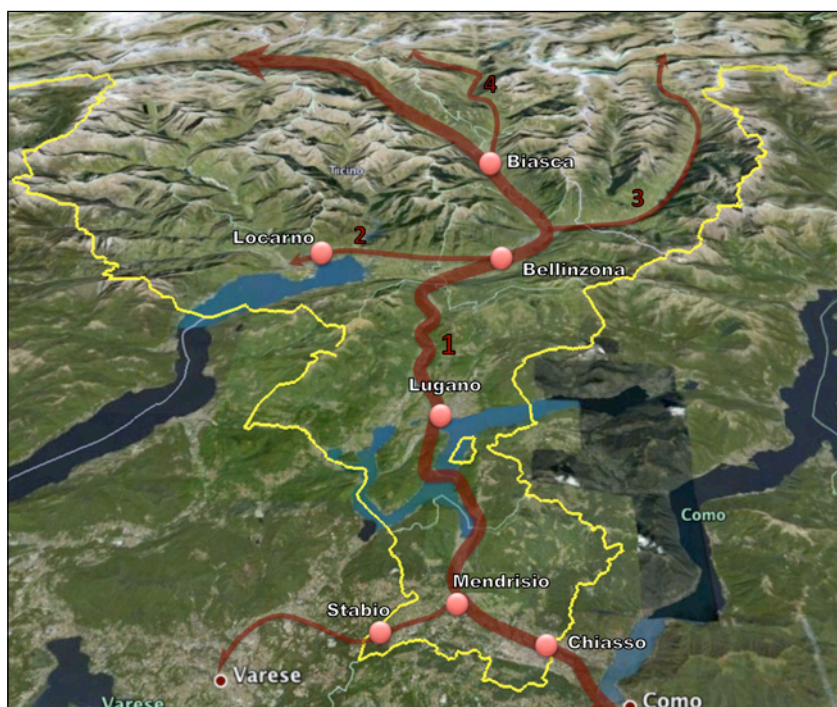 4
Biasca
Ticino
3
Locarno
2
Bellinzona
1
Lugano
Como
Mendrisio
Stabio
Chiasso
Varese
Varese
Como